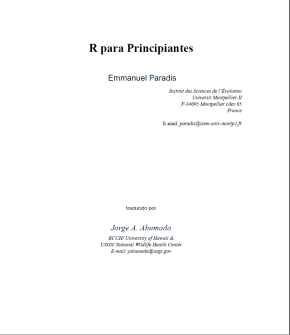 R para Principiantes
Emmanuel Paradis
Institut des Sciences de l'Évolution
Universit Montpellier II
F-34095 Montpellier cdex 05
France
E-mail: paradis@isem.univ-montp2.fr
traducido por
Jorge A. Ahumada
RCUH/ University of Hawaii &
USGS/ National Wildlife Health Center
E-mail: jahumada@usgs.gov